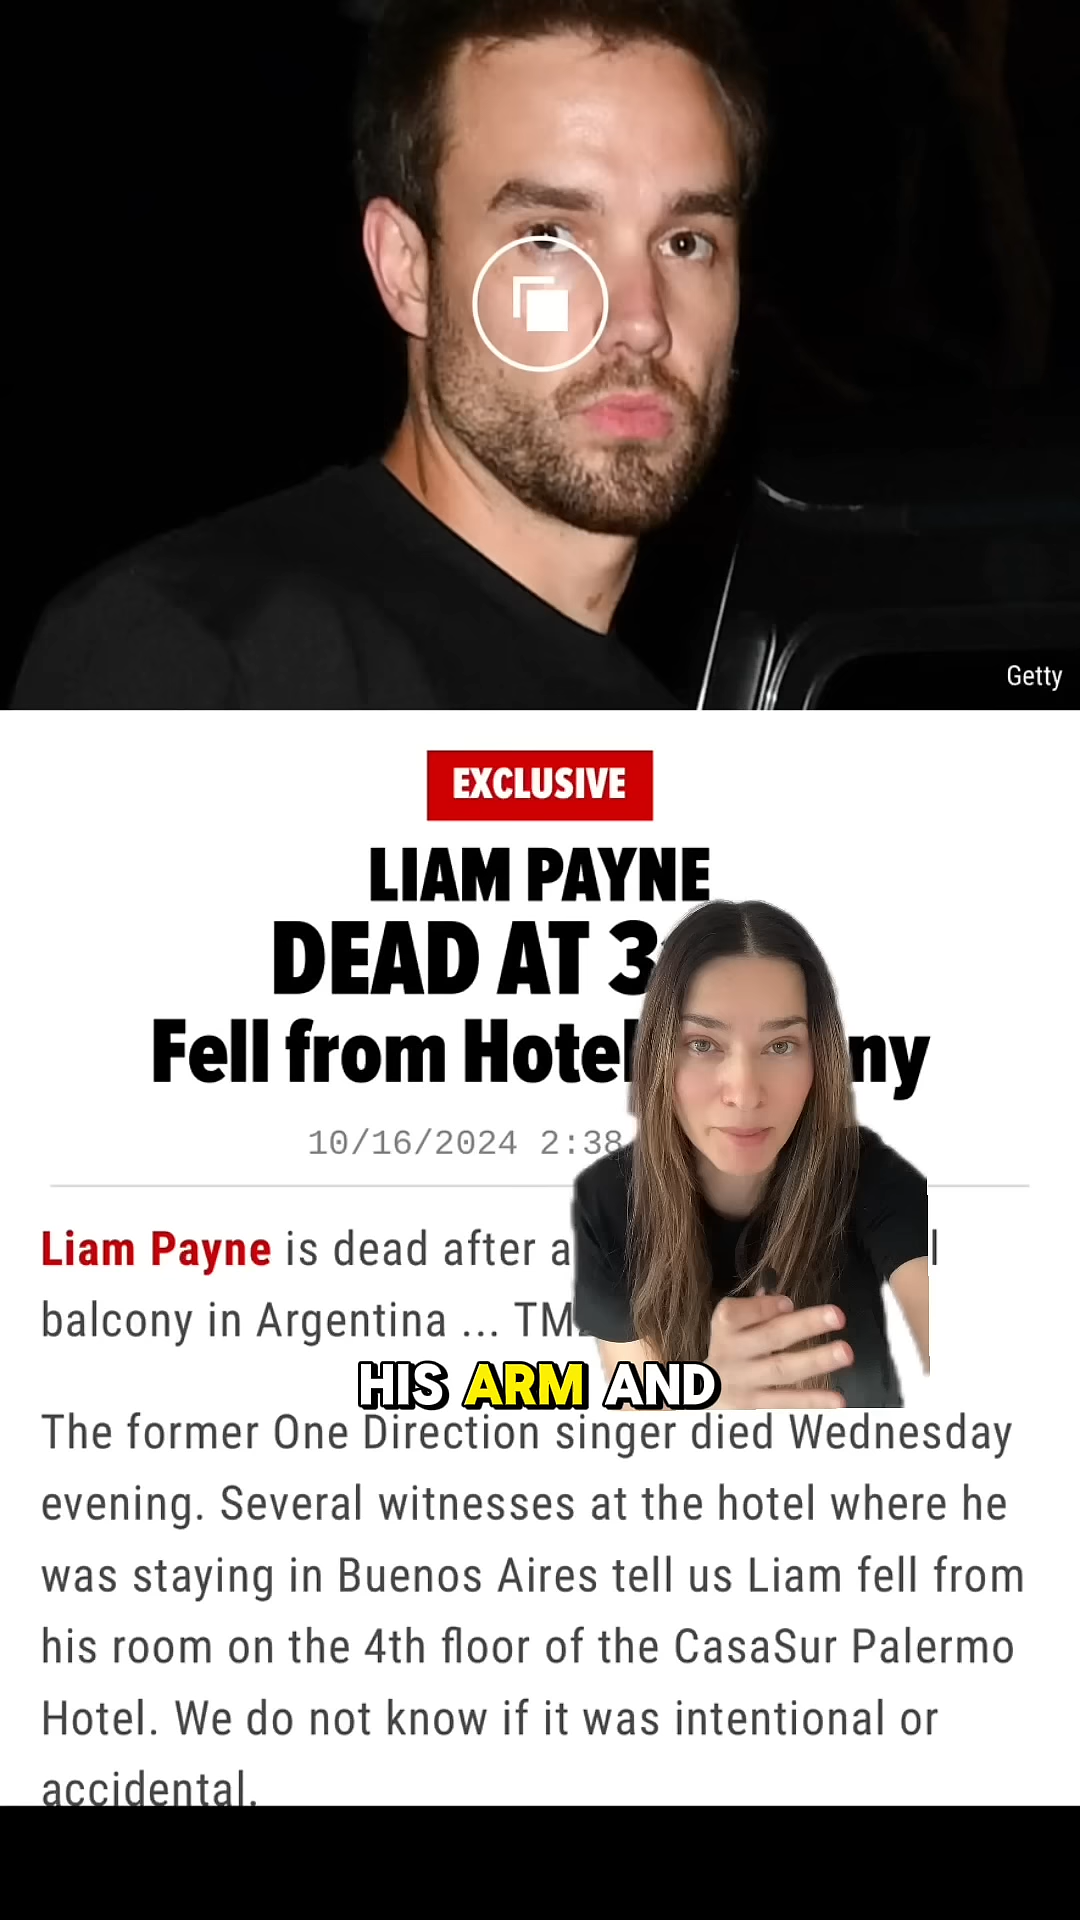 Getty
EXCLUSIVE
LIAM PAYNE
DEAD AT 3
Fell from Hotel
10/16/2024 2:38
Liam Payne is dead after a
balcony in Argentina ... TM
HIS ARM AND
The former One Direction singer died Wednesday
evening. Several witnesses at the hotel where he
was staying in Buenos Aires tell us Liam fell from
his room on the 4th floor of the CasaSur Palermo
Hotel. We do not know if it was intentional or
accidental.